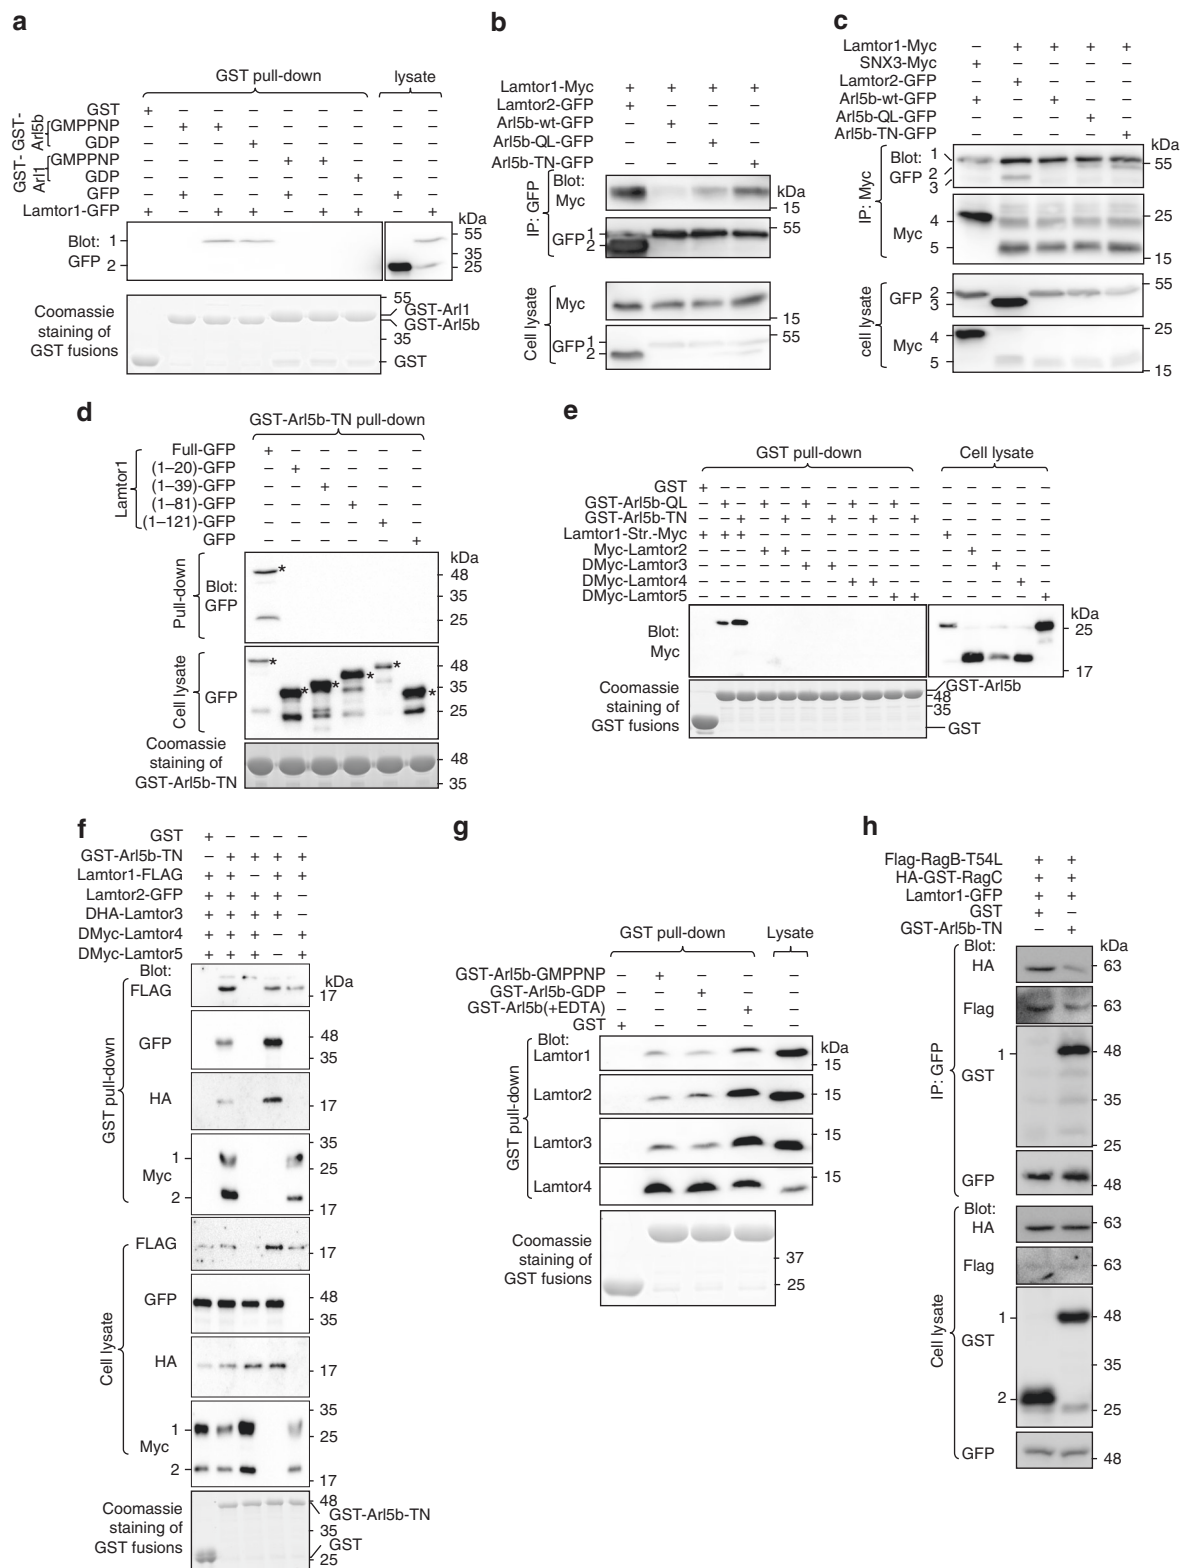 a
GST pull-down lysate
GST + – – – – – – – –
GST-Arl5b GMPPNP – + + – – – – – –
GDP – – – + – – – – –
GST-Arl1 GMPPNP – – – – + + – – –
GDP – – – – – – + – –
GFP – + – – + – – + –
Lamtor1-GFP + – + + – + + – +
kDa
Blot: 1 55
GFP 35
2 25
Coomassie staining of GST fusions
55
GST-Arl1
GST-Arl5b
35
GST
b
Lamtor1-Myc + + + +
Lamtor2-GFP + – – –
Arl5b-wt-GFP – + – –
Arl5b-QL-GFP – – + –
Arl5b-TN-GFP – – – +
IP: GFP
Blot: Myc kDa
15
GFP 1 55
2
Cell lysate
Myc
15
GFP 1 55
2
c
Lamtor1-Myc – + + + +
SNX3-Myc + – – – –
Lamtor2-GFP – + – – –
Arl5b-wt-GFP + – + – –
Arl5b-QL-GFP – – – + –
Arl5b-TN-GFP – – – – +
kDa
IP: Myc
Blot: 1 55
GFP 2
3
4 25
Myc
5 15
cell lysate
GFP 2 55
3
4 25
Myc
5 15
d
GST-Arl5b-TN pull-down
Lamtor1
Full-GFP + – – – – –
(1–20)-GFP – + – – – –
(1–39)-GFP – – + – – –
(1–81)-GFP – – – + – –
(1–121)-GFP – – – – + –
GFP – – – – – +
kDa
Pull-down
Blot: GFP
* 48
35
25
Cell lysate
GFP
* * * * * * 48
35
25
Coomassie staining of GST-Arl5b-TN
48
35
e
GST pull-down Cell lysate
GST + – – – – – – – – – – – – – – –
GST-Arl5b-QL – + – + – + – + – + – – – – – –
GST-Arl5b-TN – – + – + – + – + – + – – – – –
Lamtor1-Str.-Myc + + + – – – – – – – – + – – – –
Myc-Lamtor2 – – – + + – – – – – – – + – – –
DMyc-Lamtor3 – – – – – + + – – – – – – + – –
DMyc-Lamtor4 – – – – – – – + + – – – – – + –
DMyc-Lamtor5 – – – – – – – – – + + – – – – +
kDa
Blot: Myc
25
17
Coomassie staining of GST fusions
GST-Arl5b
48
35
GST
f
GST + – – – –
GST-Arl5b-TN – + + + +
Lamtor1-FLAG + + – + +
Lamtor2-GFP + + + + –
DHA-Lamtor3 + + + + –
DMyc-Lamtor4 + + + – +
DMyc-Lamtor5 + + + – +
GST pull-down
Blot: FLAG kDa
17
GFP 48
35
HA 17
35
1
Myc 25
2
17
Cell lysate
FLAG 17
GFP 48
35
HA 17
35
1
25
Myc
2
17
Coomassie staining of GST fusions
48
GST-Arl5b-TN
35
GST
25
g
GST pull-down Lysate
GST-Arl5b-GMPPNP – + – – –
GST-Arl5b-GDP – – + – –
GST-Arl5b(+EDTA) – – – + –
GST + – – – –
GST pull-down
Blot: kDa
Lamtor1 15
Lamtor2 15
Lamtor3 15
Lamtor4 15
Coomassie staining of GST fusions
37
25
h
Flag-RagB-T54L + +
HA-GST-RagC + +
Lamtor1-GFP + +
GST + –
GST-Arl5b-TN – +
IP: GFP
Blot: kDa
HA 63
Flag 63
1 48
GST
35
25
GFP 48
Cell lysate
Blot:
HA 63
Flag 63
1 48
GST
35
2
25
GFP 48